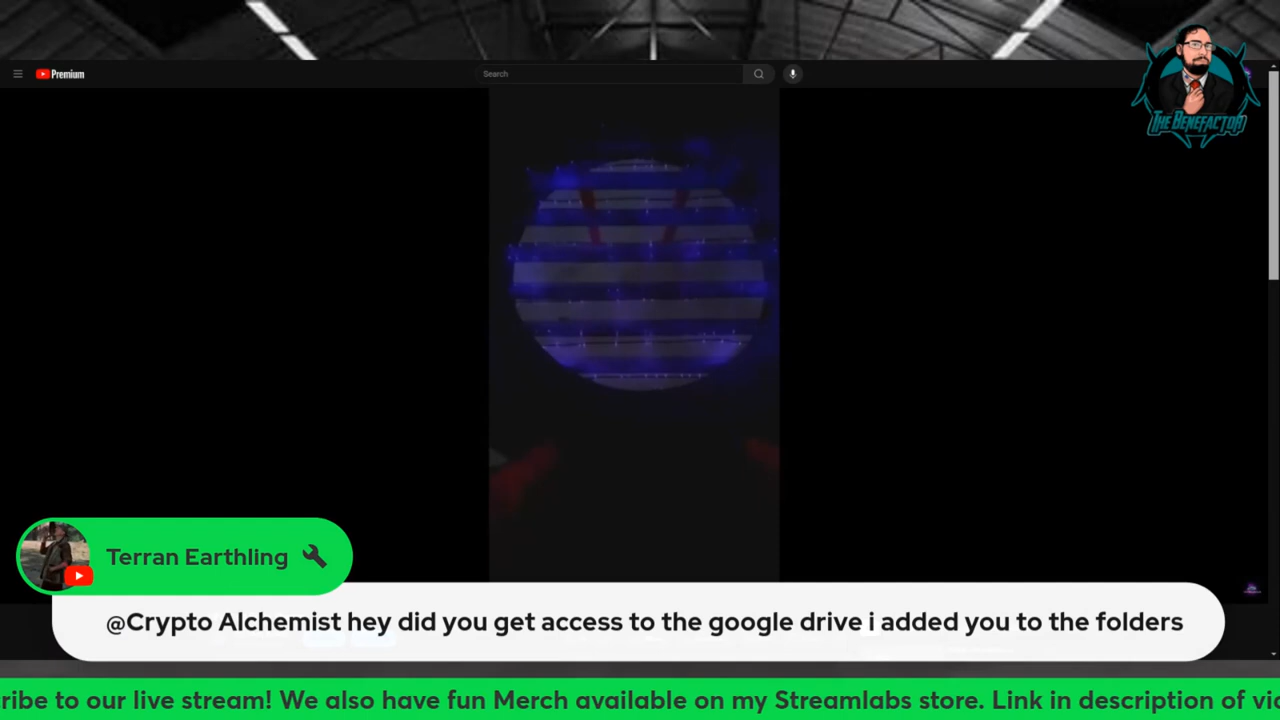 Premium
Search
THE BENEFACTOR
Terran Earthling
@Crypto Alchemist hey did you get access to the google drive i added you to the folders
ribe to our live stream! We also have fun Merch available on my Streamlabs store. Link in description of vi